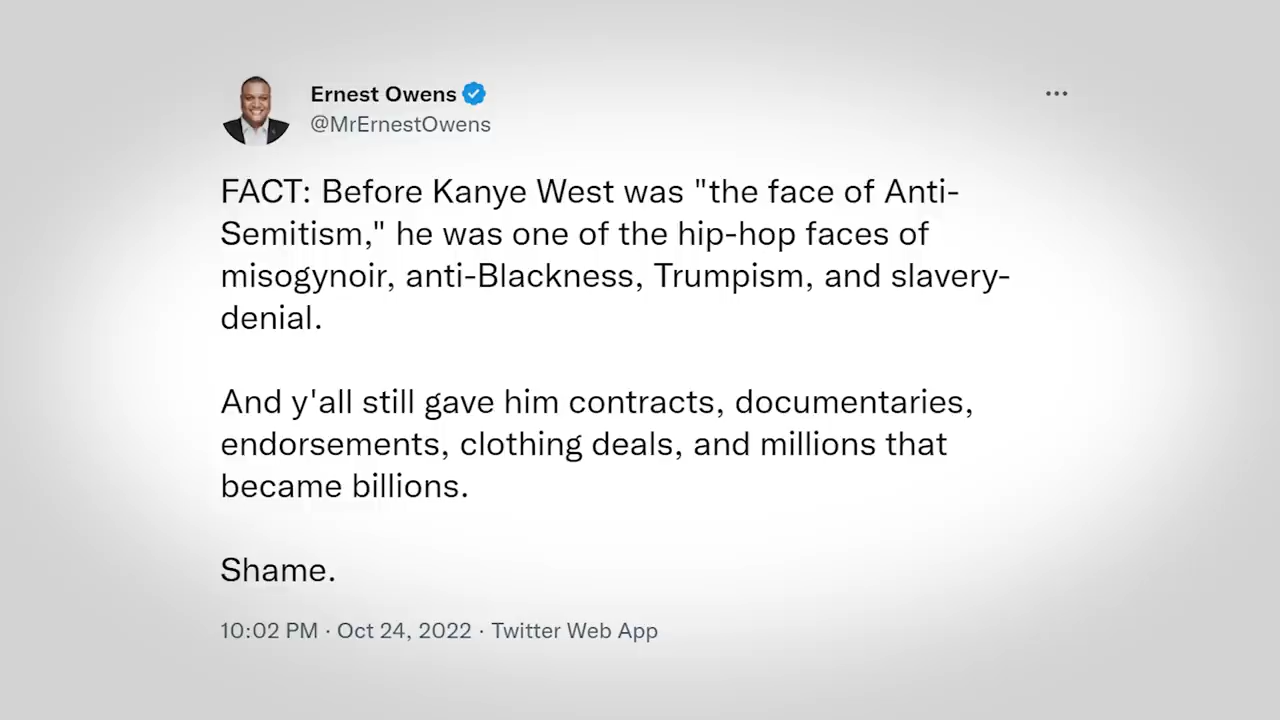 Ernest Owens
@MrErnestOwens
FACT: Before Kanye West was "the face of Anti-
Semitism," he was one of the hip-hop faces of
misogynoir, anti-Blackness, Trumpism, and slavery-
denial.
And y'all still gave him contracts, documentaries,
endorsements, clothing deals, and millions that
became billions.
Shame.
10:02 PM · Oct 24, 2022 · Twitter Web App